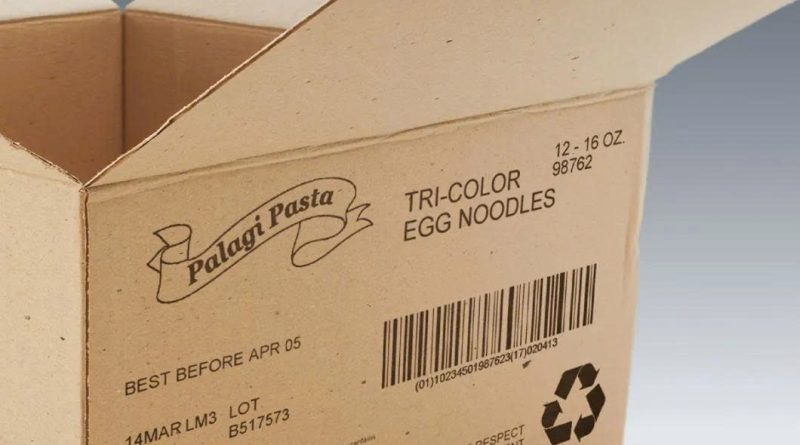 Palagi Pasta
TRI-COLOR
EGG NOODLES
12 - 16 OZ.
98762
(01)10234501987623(17)020413
BEST BEFORE APR 05
14MAR LM3 LOT
B517573
RESPECT